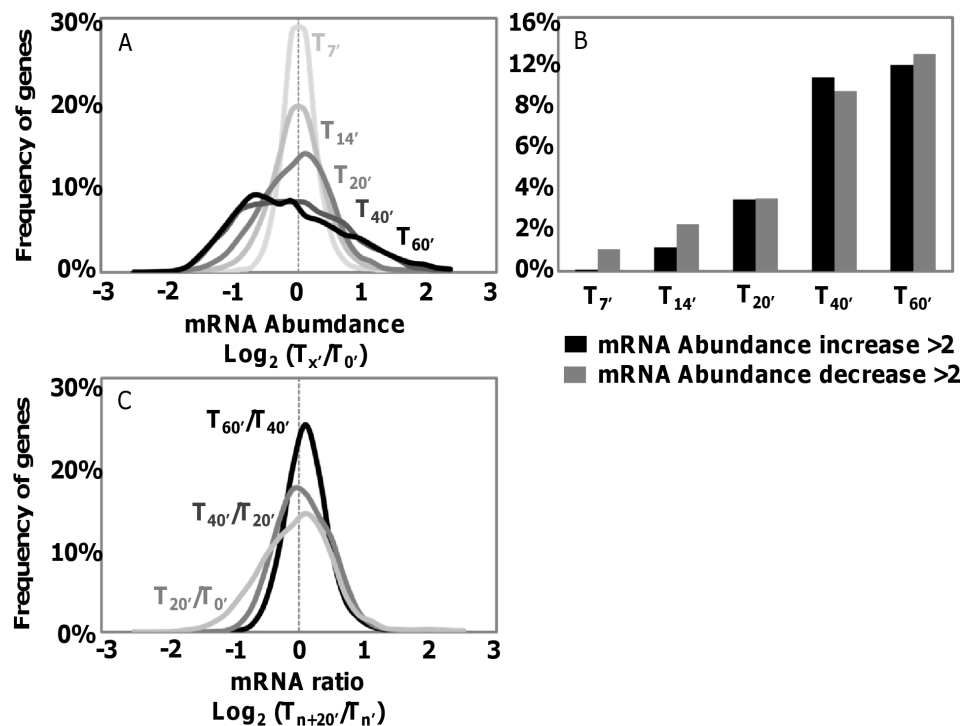 A
30%
20%
10%
0%
Frequency of genes
T7′
T14′
T20′
T40′
T60′
-3 -2 -1 0 1 2 3
mRNA Abumdance
Log2 (Tx′/T0′)
B
16%
12%
8%
6%
4%
2%
0%
T7′ T14′ T20′ T40′ T60′
mRNA Abundance increase >2
mRNA Abundance decrease >2
C
30%
20%
10%
0%
Frequency of genes
T60′/T40′
T40′/T20′
T20′/T0′
-3 -2 -1 0 1 2 3
mRNA ratio
Log2 (Tn+20′/Tn′)